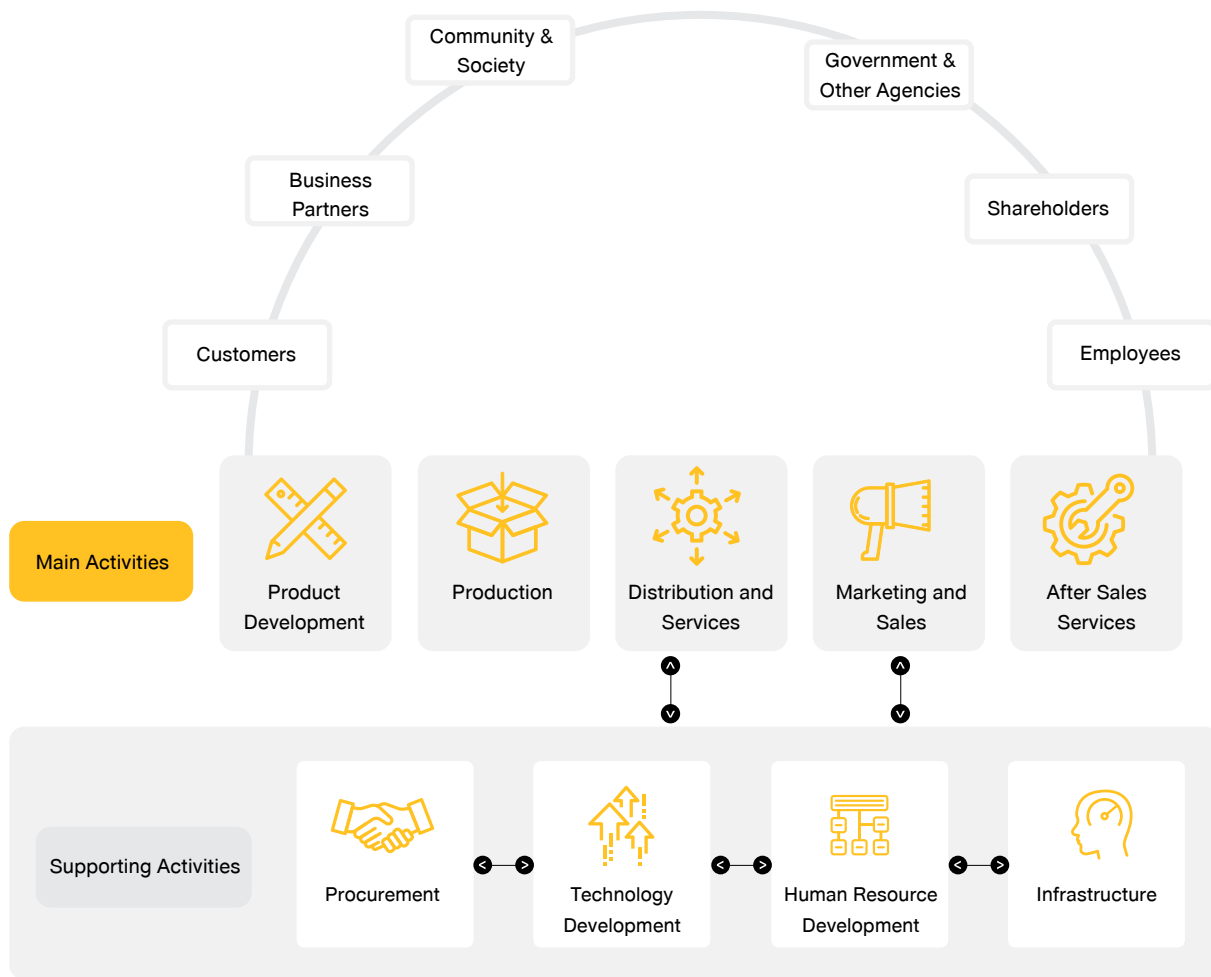 Community &
Society
Government &
Other Agencies
Business
Partners
Shareholders
Customers
Employees
Main Activities
Product
Development
Production
Distribution and
Services
Marketing and
Sales
After Sales
Services
Supporting Activities
Procurement
Technology
Development
Human Resource
Development
Infrastructure